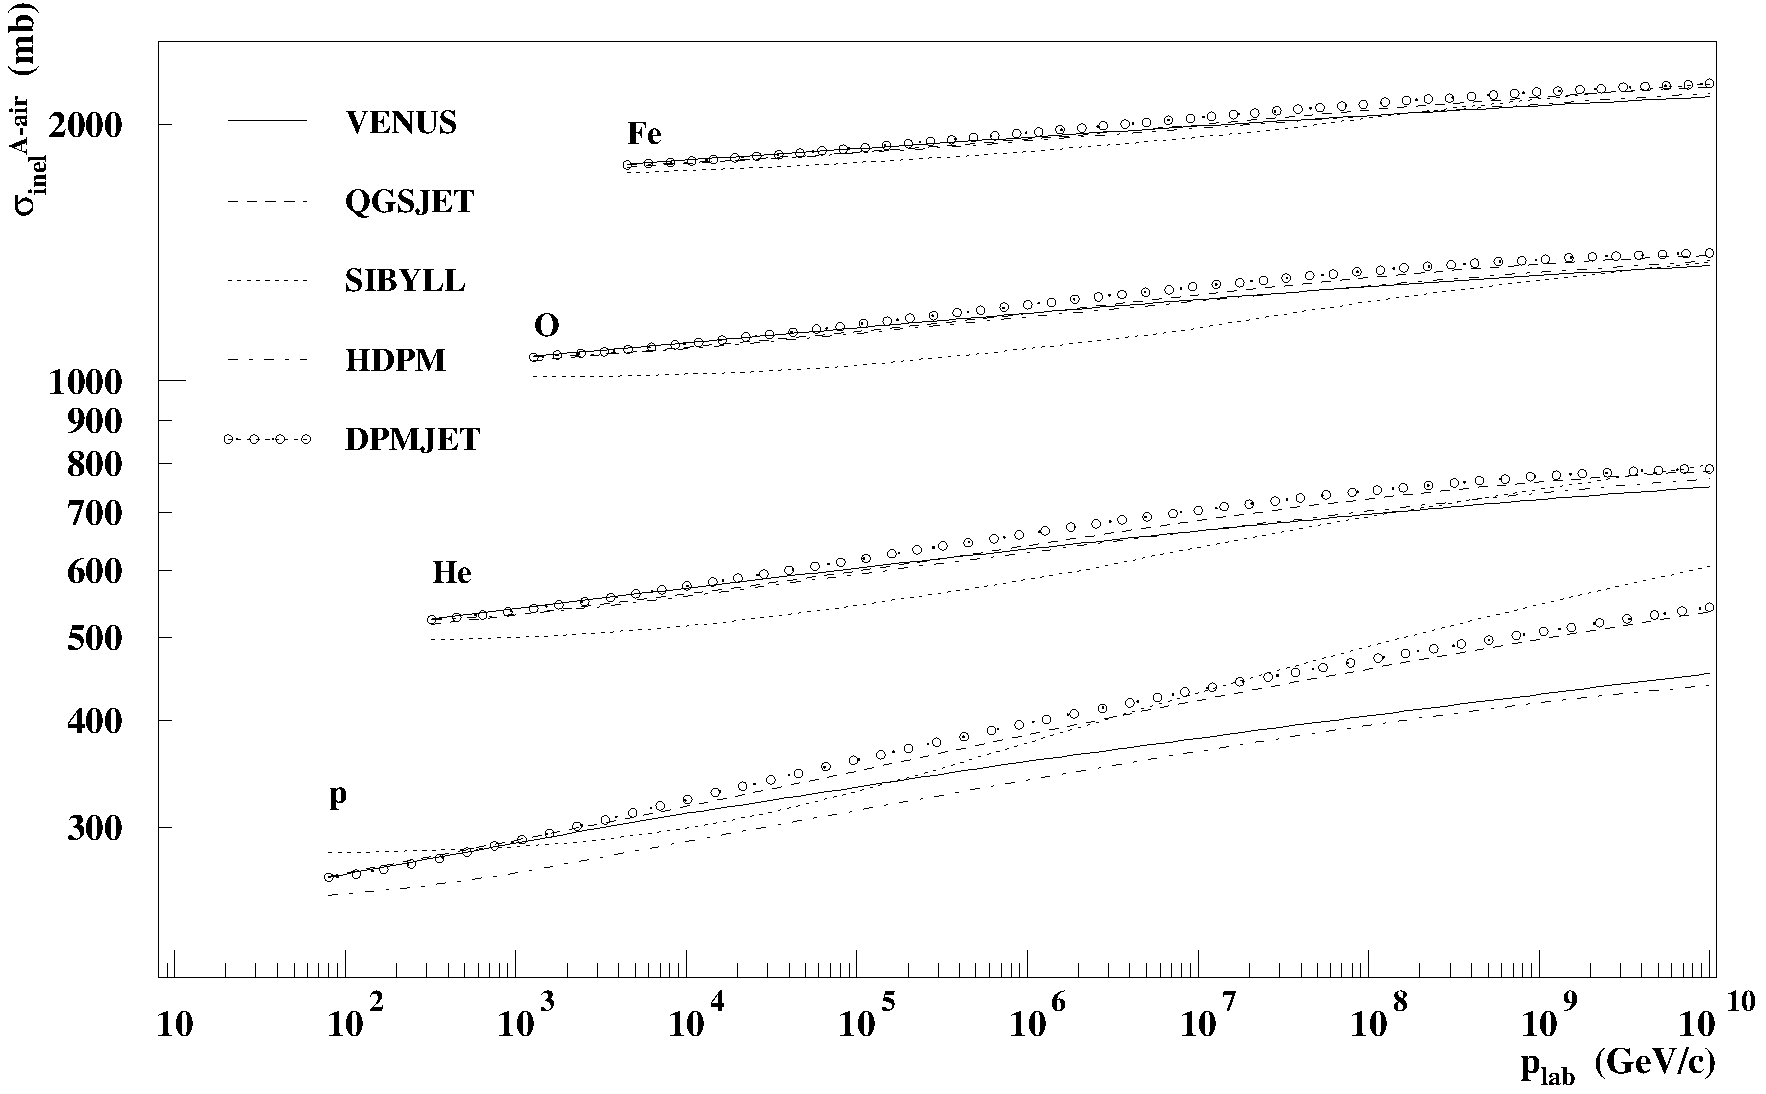 σinel A-air (mb)
2000
1000
900
800
700
600
500
400
300
VENUS
QGSJET
SIBYLL
HDPM
DPMJET
Fe
O
He
p
10 10^2 10^3 10^4 10^5 10^6 10^7 10^8 10^9 10^10
plab (GeV/c)